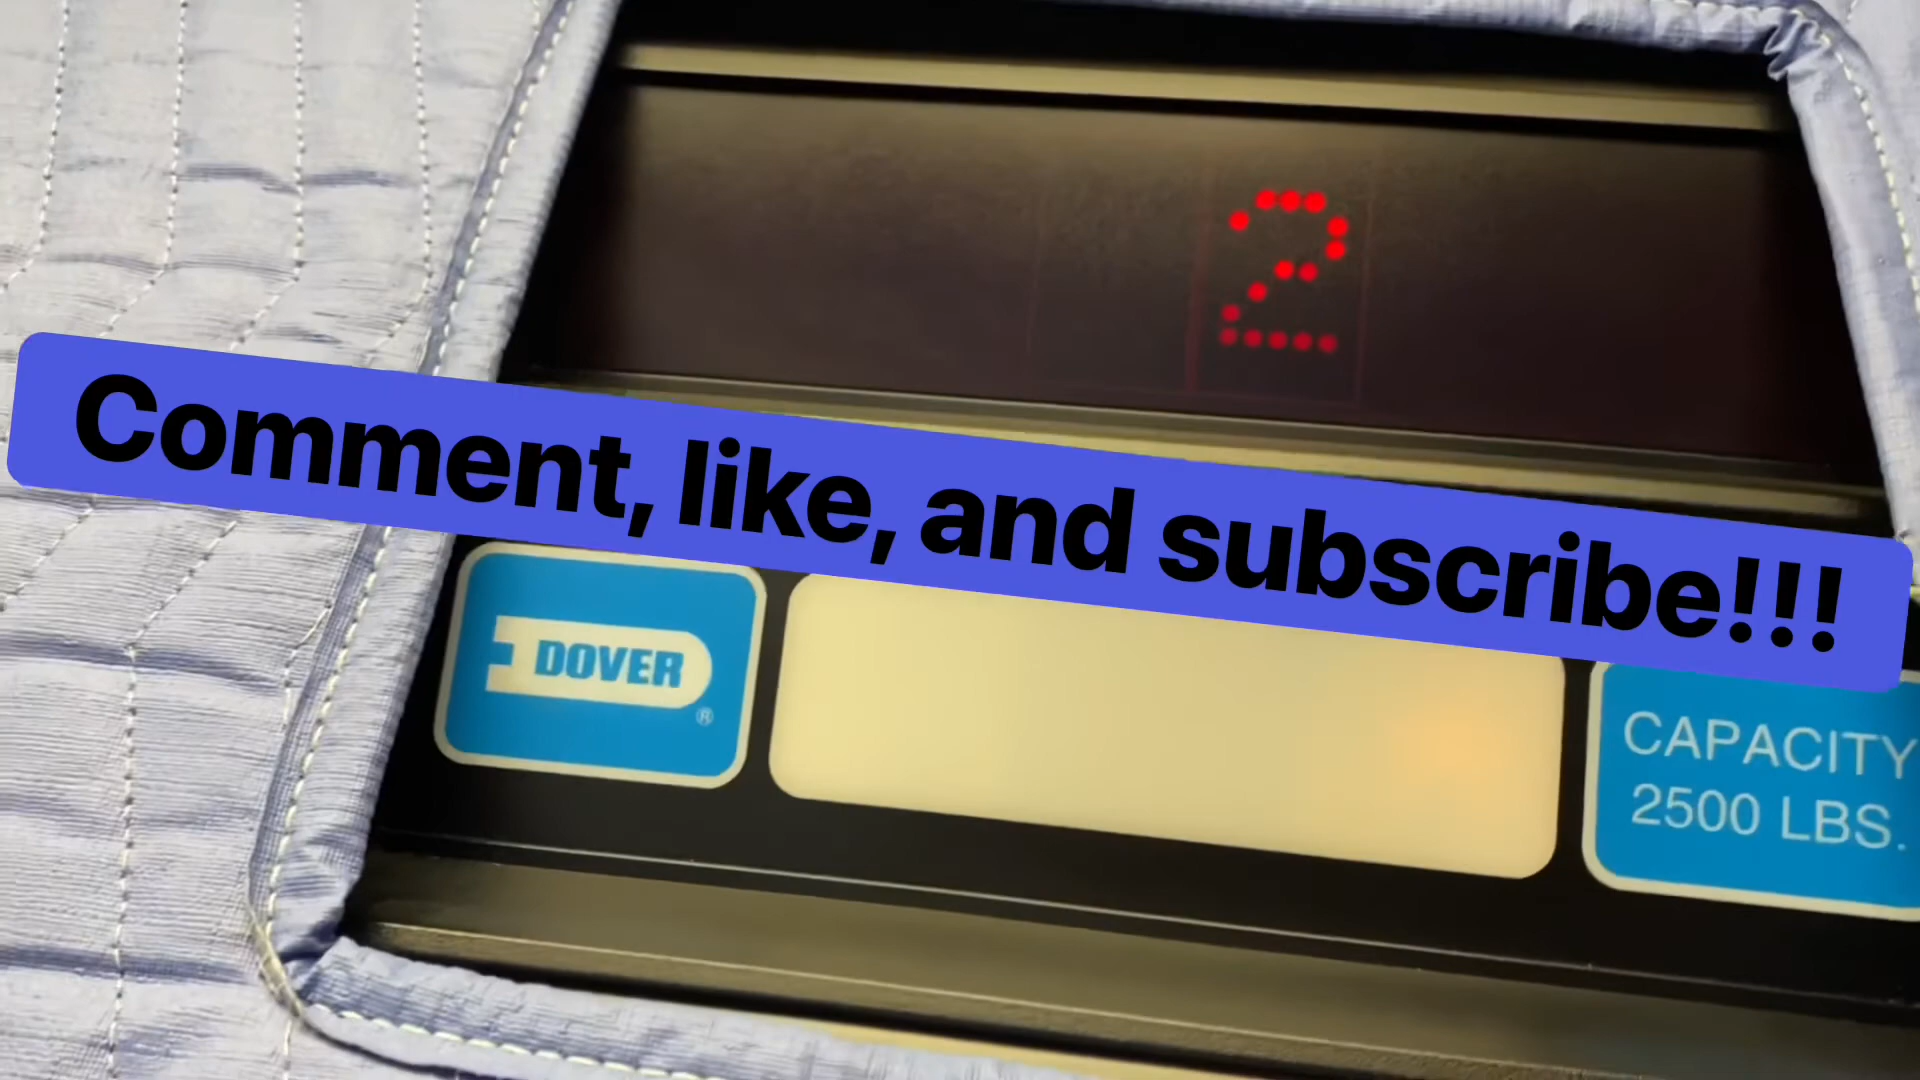 2
Comment, like, and subscribe!!!
DOVER
®
CAPACITY
2500 LBS.